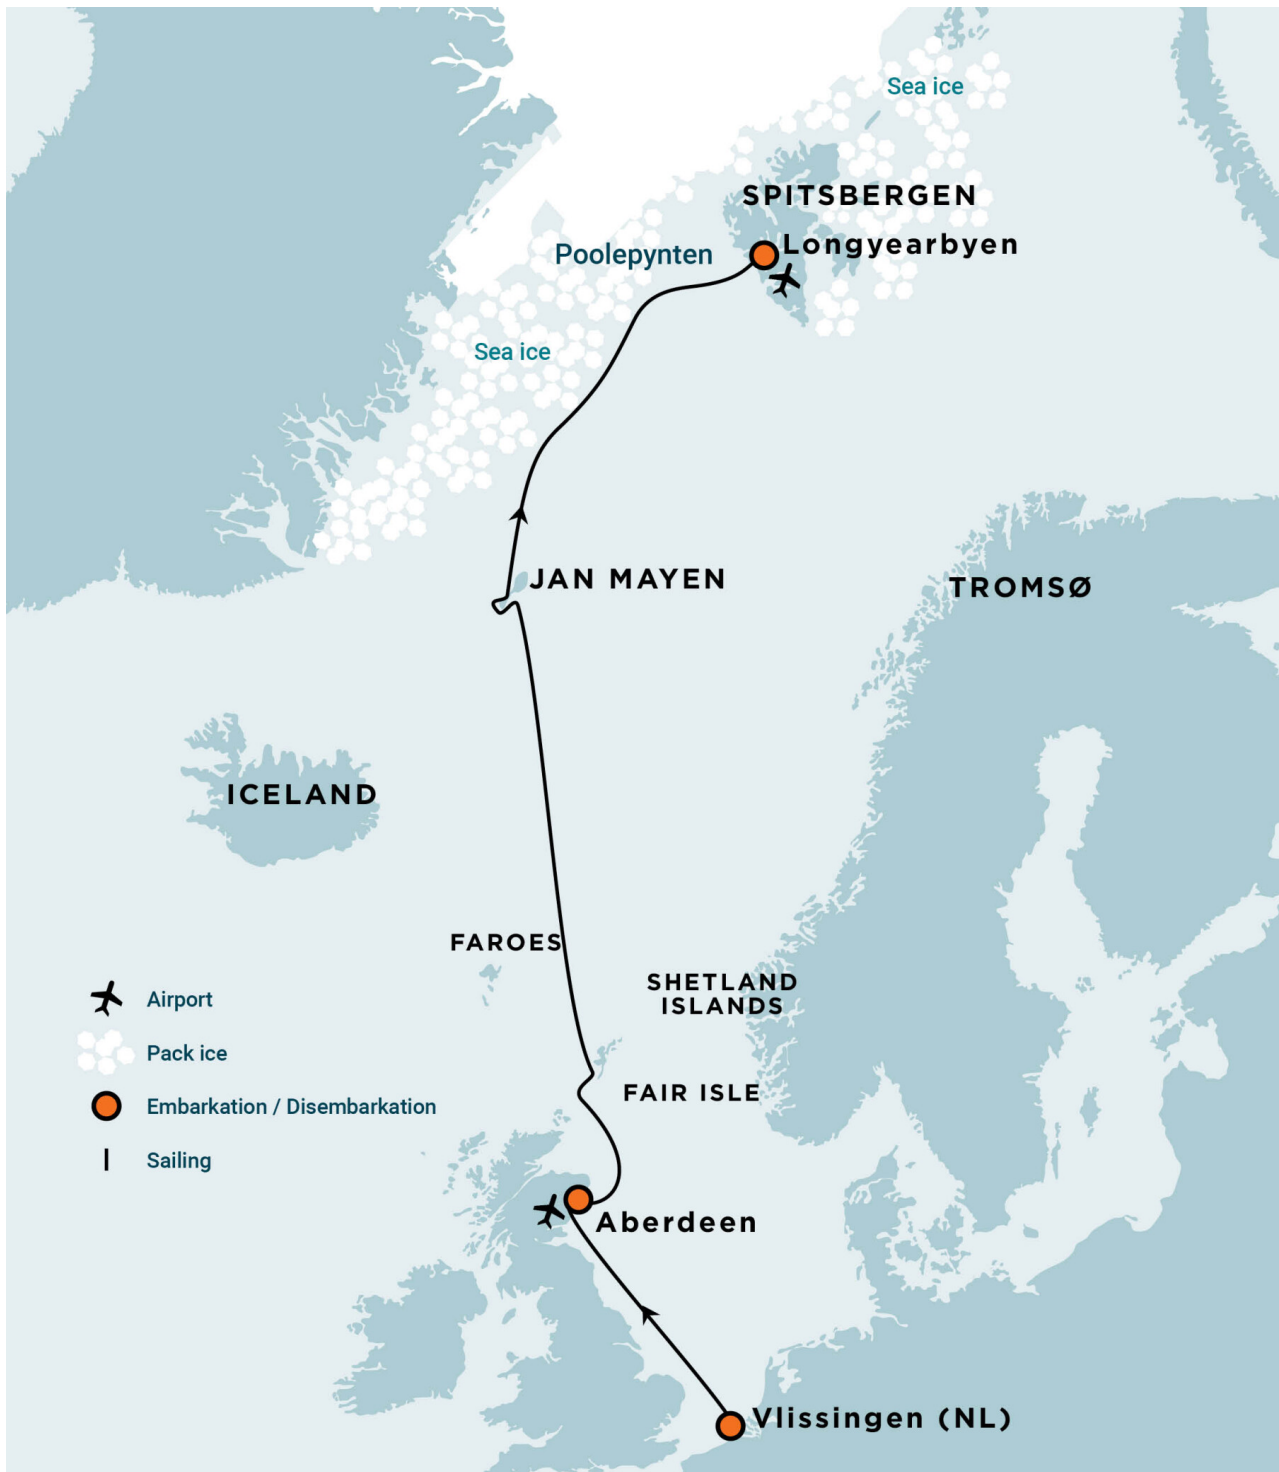 Sea ice
SPITSBERGEN
Longyearbyen
Poolepynten
Sea ice
JAN MAYEN
TROMSØ
ICELAND
FAROES
SHETLAND
ISLANDS
FAIR ISLE
Airport
Pack ice
Embarkation / Disembarkation
Sailing
Aberdeen
Vlissingen (NL)